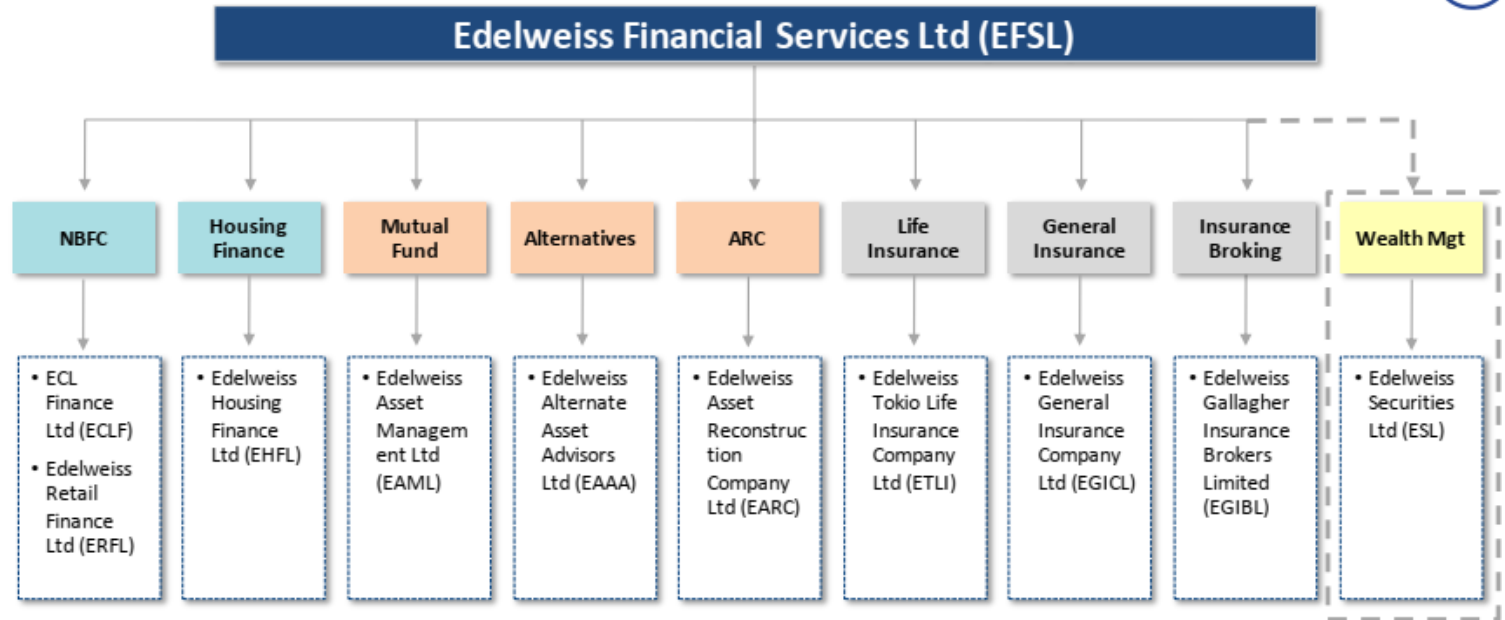 Edelweiss Financial Services Ltd (EFSL)
NBFC
Housing
Finance
Mutual
Fund
Alternatives
ARC
Life
Insurance
General
Insurance
Insurance
Broking
Wealth Mgt
• ECL
Finance
Ltd (ECLF)
• Edelweiss
Retail
Finance
Ltd (ERFL)
• Edelweiss
Housing
Finance
Ltd (EHFL)
• Edelweiss
Asset
Managem
ent Ltd
(EAML)
• Edelweiss
Alternate
Asset
Advisors
Ltd (EAAA)
• Edelweiss
Asset
Reconstruc
tion
Company
Ltd (EARC)
• Edelweiss
Tokio Life
Insurance
Company
Ltd (ETLI)
• Edelweiss
General
Insurance
Company
Ltd (EGICL)
• Edelweiss
Gallagher
Insurance
Brokers
Limited
(EGIBL)
• Edelweiss
Securities
Ltd (ESL)